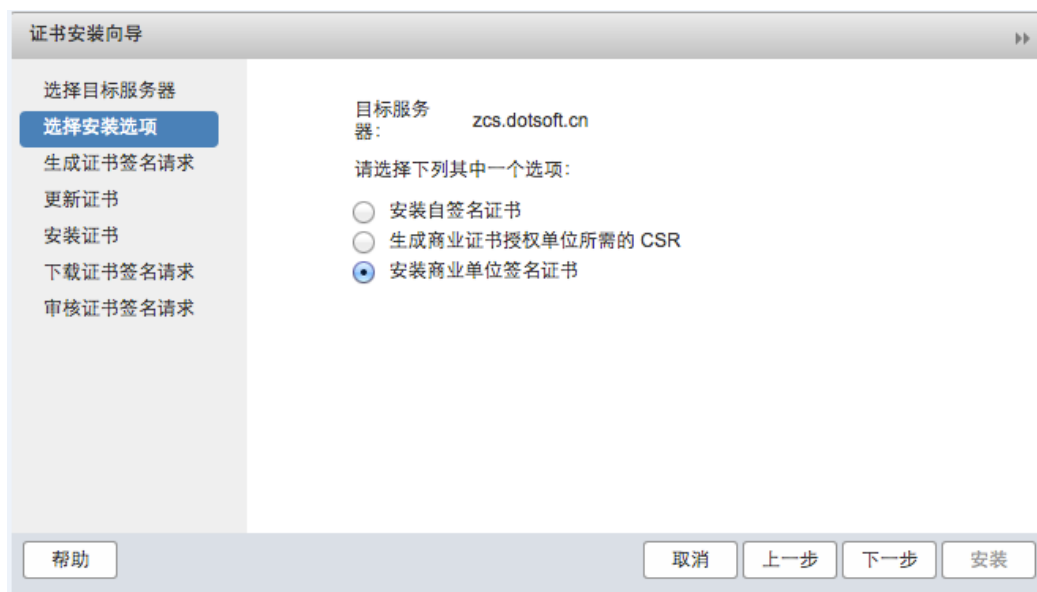 证书安装向导
选择目标服务器
选择安装选项
生成证书签名请求
更新证书
安装证书
下载证书签名请求
审核证书签名请求
目标服务
器:
zcs.dotsoft.cn
请选择下列其中一个选项:
安装自签名证书
生成商业证书授权单位所需的 CSR
安装商业单位签名证书
帮助
取消
上一步
下一步
安装